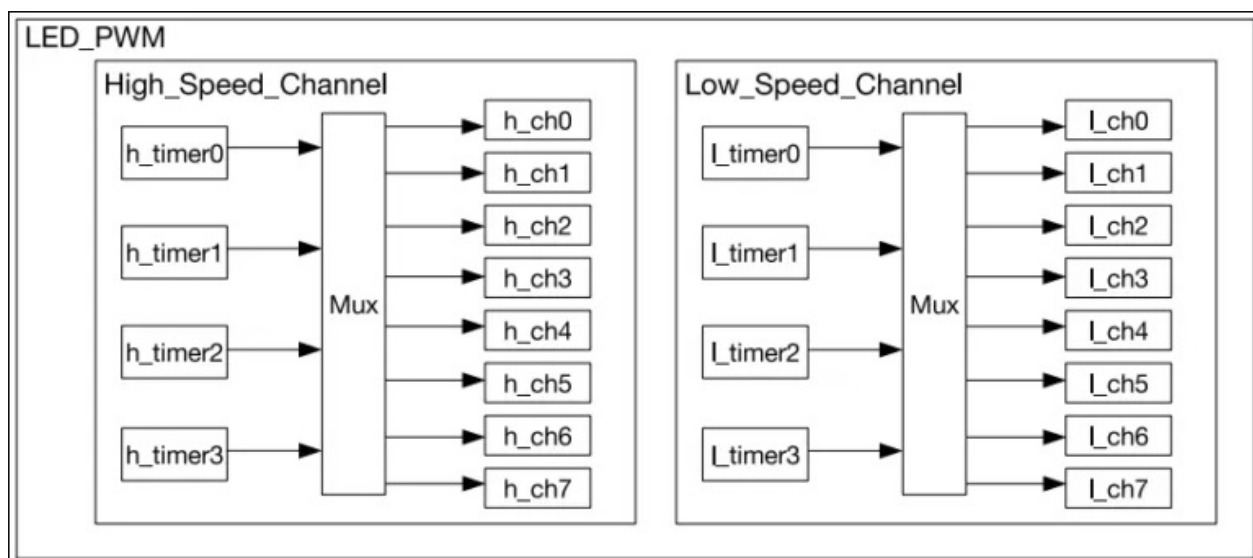 LED_PWM
High_Speed_Channel
h_timer0
h_timer1
h_timer2
h_timer3
Mux
h_ch0
h_ch1
h_ch2
h_ch3
h_ch4
h_ch5
h_ch6
h_ch7
Low_Speed_Channel
l_timer0
l_timer1
l_timer2
l_timer3
Mux
l_ch0
l_ch1
l_ch2
l_ch3
l_ch4
l_ch5
l_ch6
l_ch7